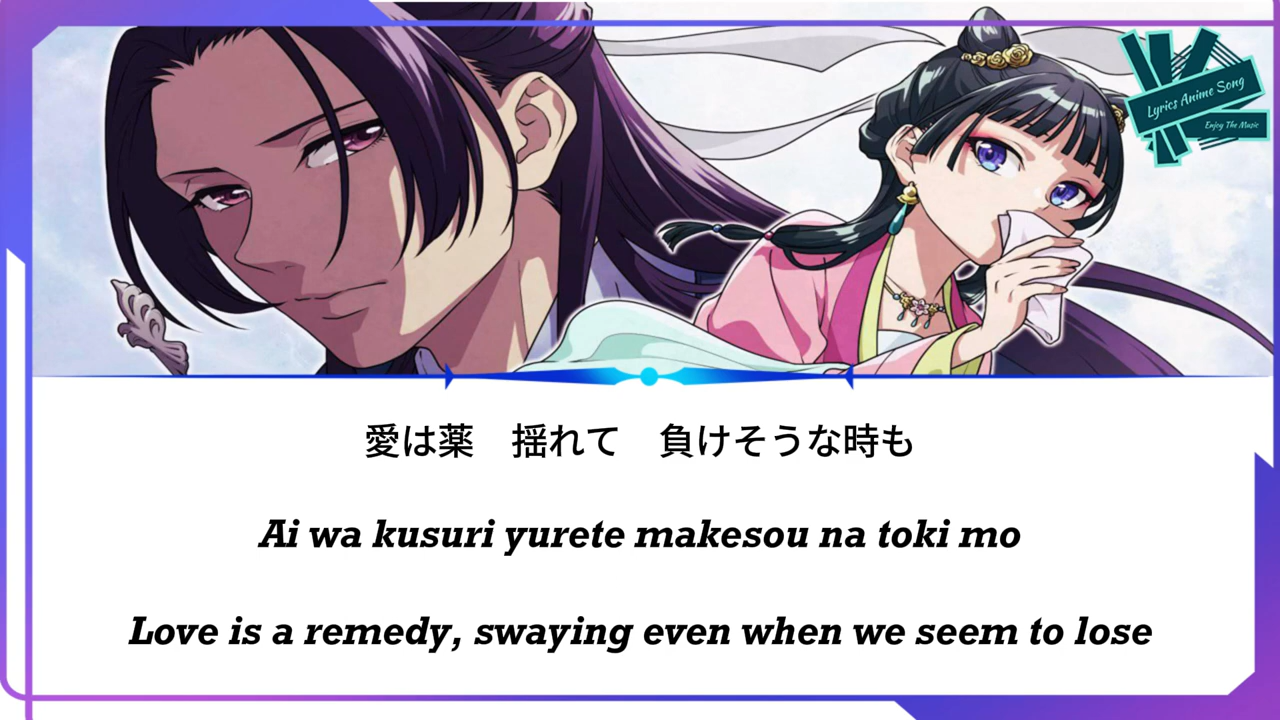 Lyrics Anime Song
Enjoy The Music
愛は薬　揺れて　負けそうな時も
Ai wa kusuri yurete makesou na toki mo
Love is a remedy, swaying even when we seem to lose